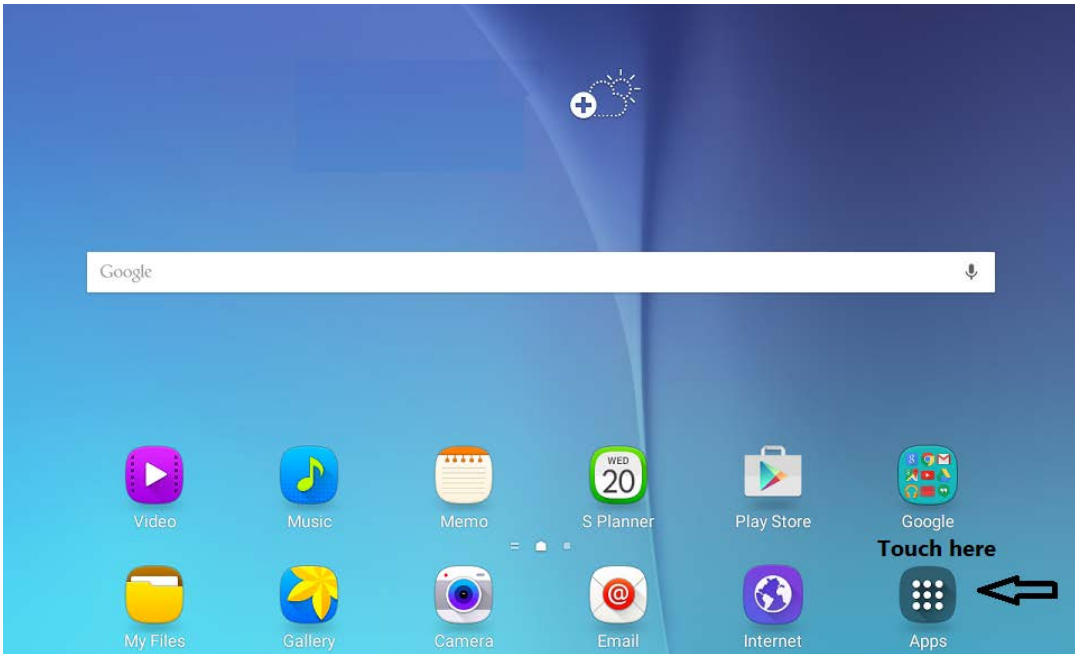 Google
WED
20
Video
Music
Memo
S Planner
Play Store
Google
Touch here
@
My Files
Gallery
Camera
Email
Internet
Apps